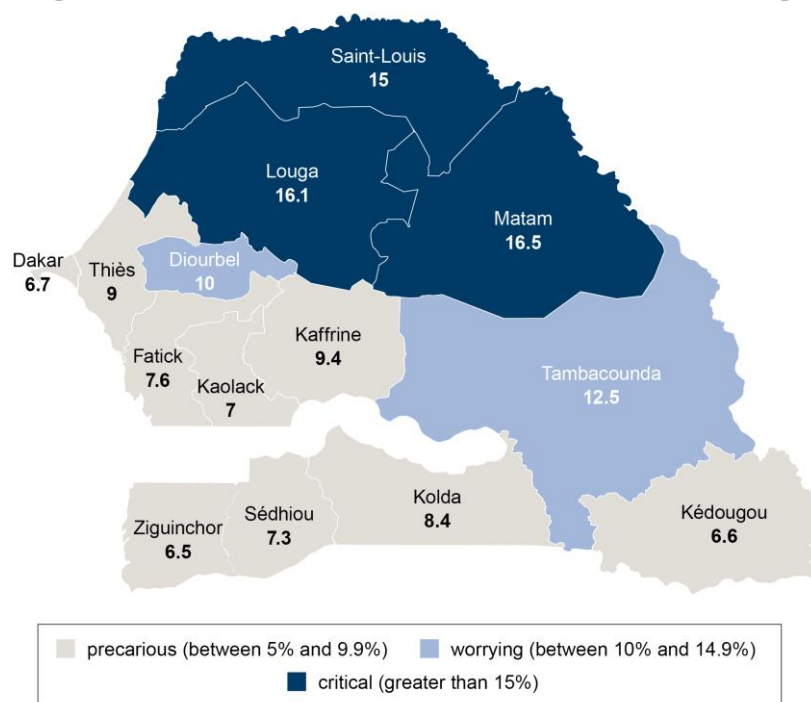 Saint-Louis
15
Louga
16.1
Matam
16.5
Dakar
6.7
Thiès
9
Diourbel
10
Fatick
7.6
Kaolack
7
Kaffrine
9.4
Tambacounda
12.5
Ziguinchor
6.5
Sédhiou
7.3
Kolda
8.4
Kédougou
6.6
precarious (between 5% and 9.9%)
worrying (between 10% and 14.9%)
critical (greater than 15%)